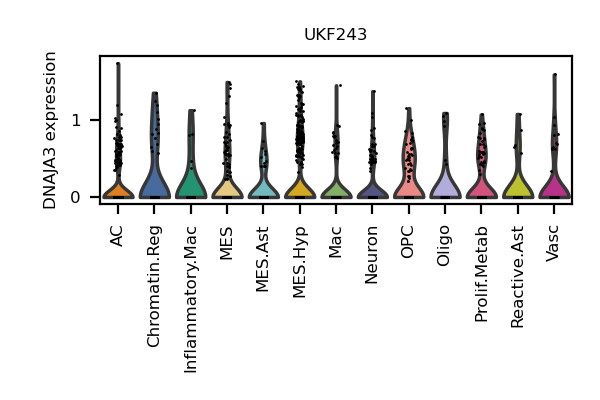 UKF243
DNAJA3 expression
1
0
AC
Chromatin.Reg
Inflammatory.Mac
MES
MES.Ast
MES.Hyp
Mac
Neuron
OPC
Oligo
Prolif.Metab
Reactive.Ast
Vasc